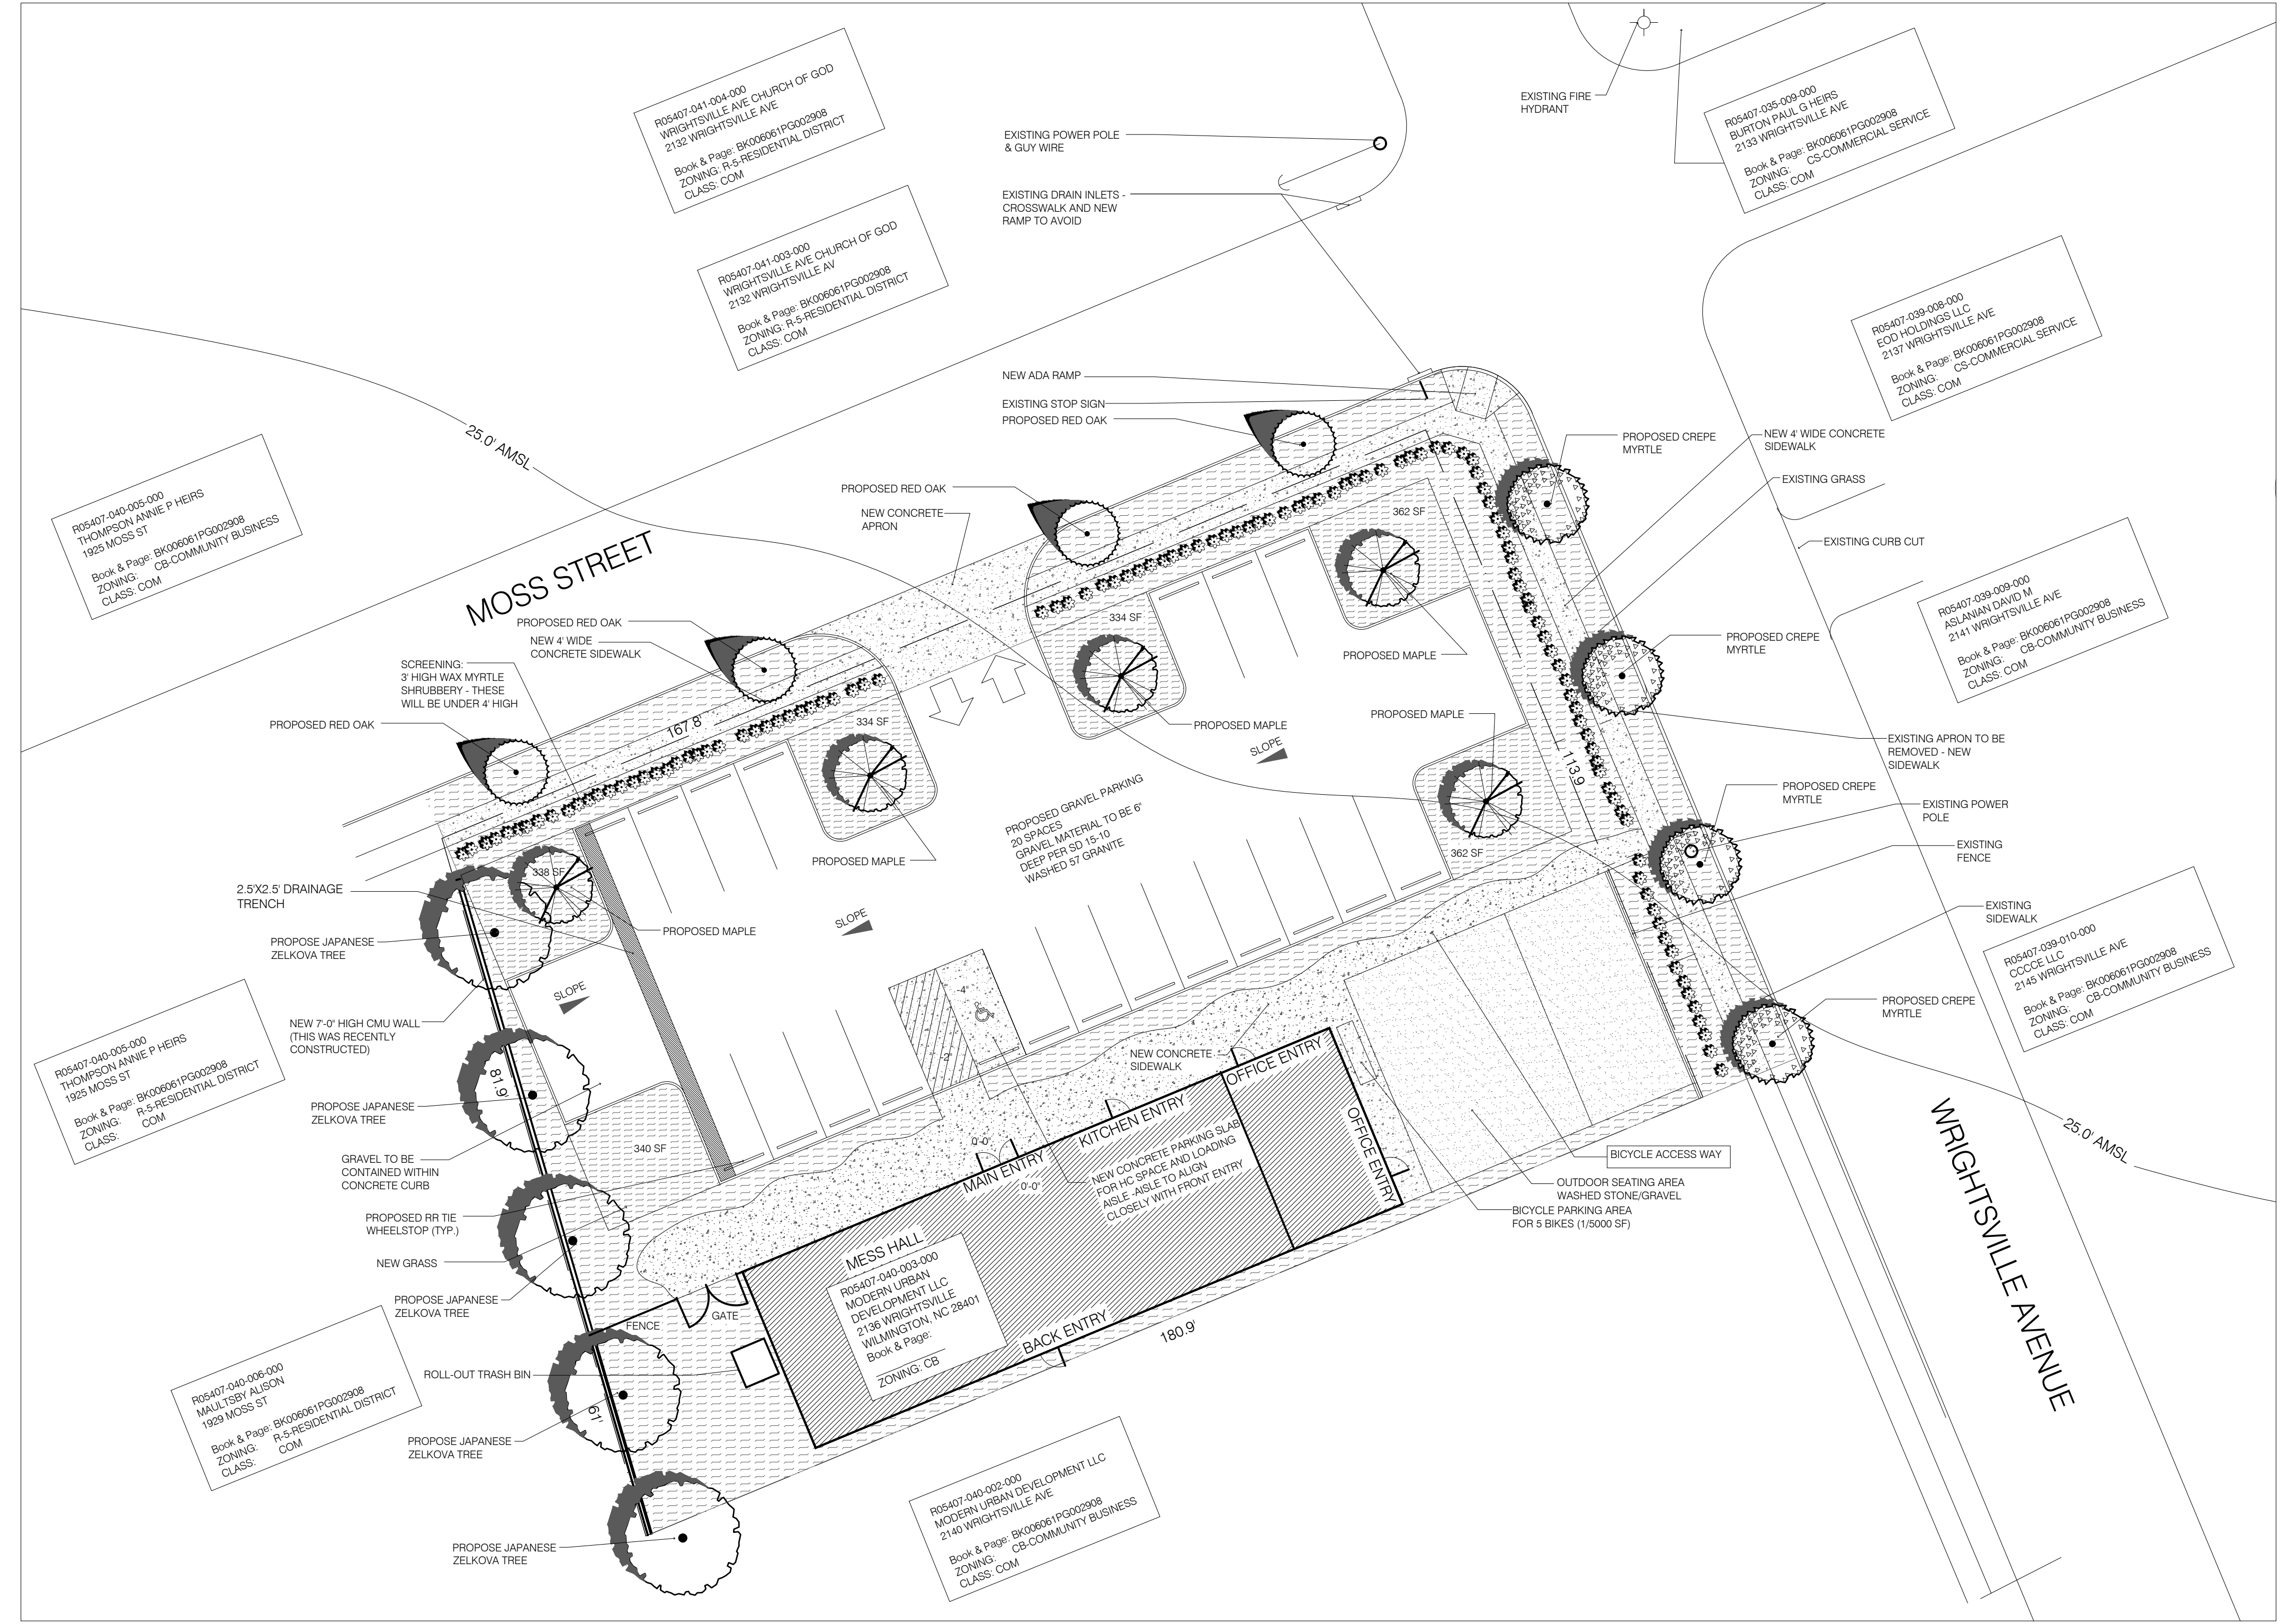 R05407-041-004-000
WRIGHTSVILLE AVE CHURCH OF GOD
2132 WRIGHTSVILLE AVE
Book & Page: BK006061PG002908
ZONING: R-5-RESIDENTIAL DISTRICT
CLASS: COM
R05407-041-003-000
WRIGHTSVILLE AVE CHURCH OF GOD
2132 WRIGHTSVILLE AV
Book & Page: BK006061PG002908
ZONING: R-5-RESIDENTIAL DISTRICT
CLASS: COM
EXISTING POWER POLE
& GUY WIRE
EXISTING DRAIN INLETS -
CROSSWALK AND NEW
RAMP TO AVOID
EXISTING FIRE
HYDRANT
R05407-035-009-000
BURTON PAUL G HEIRS
2133 WRIGHTSVILLE AVE
Book & Page: BK006061PG002908
ZONING: CS-COMMERCIAL SERVICE
CLASS: COM
R05407-039-008-000
EOD HOLDINGS LLC
2137 WRIGHTSVILLE AVE
Book & Page: BK006061PG002908
ZONING: CS-COMMERCIAL SERVICE
CLASS: COM
25.0' AMSL
R05407-040-005-000
THOMPSON ANNIE P HEIRS
1925 MOSS ST
Book & Page: BK006061PG002908
ZONING: CB-COMMUNITY BUSINESS
CLASS: COM
MOSS STREET
NEW ADA RAMP
EXISTING STOP SIGN
PROPOSED RED OAK
PROPOSED RED OAK
NEW CONCRETE
APRON
PROPOSED RED OAK
NEW 4' WIDE
CONCRETE SIDEWALK
SCREENING:
3' HIGH WAX MYRTLE
SHRUBBERY - THESE
WILL BE UNDER 4' HIGH
PROPOSED RED OAK
PROPOSED CREPE
MYRTLE
NEW 4' WIDE CONCRETE
SIDEWALK
EXISTING GRASS
EXISTING CURB CUT
R05407-039-009-000
ASLANIAN DAVID M
2141 WRIGHTSVILLE AVE
Book & Page: BK006061PG002908
ZONING: CB-COMMUNITY BUSINESS
CLASS: COM
PROPOSED CREPE
MYRTLE
EXISTING APRON TO BE
REMOVED - NEW
SIDEWALK
PROPOSED CREPE
MYRTLE
EXISTING POWER
POLE
EXISTING
FENCE
EXISTING
SIDEWALK
R05407-039-010-000
CCCCE LLC
2145 WRIGHTSVILLE AVE
Book & Page: BK006061PG002908
ZONING: CB-COMMUNITY BUSINESS
CLASS: COM
PROPOSED CREPE
MYRTLE
362 SF
334 SF
334 SF
362 SF
338 SF
340 SF
167.8'
113.9
PROPOSED MAPLE
PROPOSED MAPLE
PROPOSED MAPLE
PROPOSED MAPLE
PROPOSED MAPLE
SLOPE
SLOPE
SLOPE
PROPOSED GRAVEL PARKING
20 SPACES
GRAVEL MATERIAL TO BE 6'
DEEP PER SD 15-10
WASHED 57 GRANITE
2.5'X2.5' DRAINAGE
TRENCH
PROPOSE JAPANESE
ZELKOVA TREE
NEW 7'-0" HIGH CMU WALL
(THIS WAS RECENTLY
CONSTRUCTED)
R05407-040-005-000
THOMPSON ANNIE P HEIRS
1925 MOSS ST
Book & Page: BK006061PG002908
ZONING: R-5-RESIDENTIAL DISTRICT
CLASS: COM
81.9'
PROPOSE JAPANESE
ZELKOVA TREE
GRAVEL TO BE
CONTAINED WITHIN
CONCRETE CURB
PROPOSED RR TIE
WHEELSTOP (TYP.)
NEW GRASS
PROPOSE JAPANESE
ZELKOVA TREE
-4"
-2"
0'-0"
0'-0"
NEW CONCRETE
SIDEWALK
OFFICE ENTRY
OFFICE ENTRY
KITCHEN ENTRY
MAIN ENTRY
NEW CONCRETE PARKING SLAB
FOR HC SPACE AND LOADING
AISLE -AISLE TO ALIGN
CLOSELY WITH FRONT ENTRY
MESS HALL
R05407-040-003-000
MODERN URBAN
DEVELOPMENT LLC
2136 WRIGHTSVILLE
WILMINGTON, NC 28401
Book & Page:
ZONING: CB
BACK ENTRY
180.9'
BICYCLE ACCESS WAY
OUTDOOR SEATING AREA
WASHED STONE/GRAVEL
BICYCLE PARKING AREA
FOR 5 BIKES (1/5000 SF)
25.0' AMSL
WRIGHTSVILLE AVENUE
FENCE
GATE
ROLL-OUT TRASH BIN
61'
R05407-040-006-000
MAULTSBY ALISON
1929 MOSS ST
Book & Page: BK006061PG002908
ZONING: R-5-RESIDENTIAL DISTRICT
CLASS: COM
PROPOSE JAPANESE
ZELKOVA TREE
PROPOSE JAPANESE
ZELKOVA TREE
R05407-040-002-000
MODERN URBAN DEVELOPMENT LLC
2140 WRIGHTSVILLE AVE
Book & Page: BK006061PG002908
ZONING: CB-COMMUNITY BUSINESS
CLASS: COM